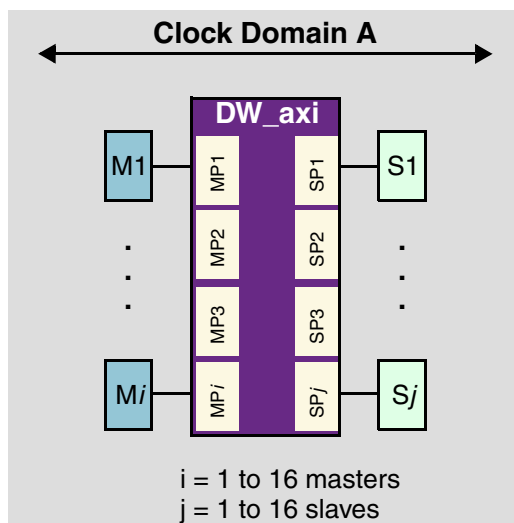 Clock Domain A
DW_axi
M1
MP1
SP1
S1
MP2
SP2
MP3
SP3
Mi
MPi
SPj
Sj
i = 1 to 16 masters
j = 1 to 16 slaves